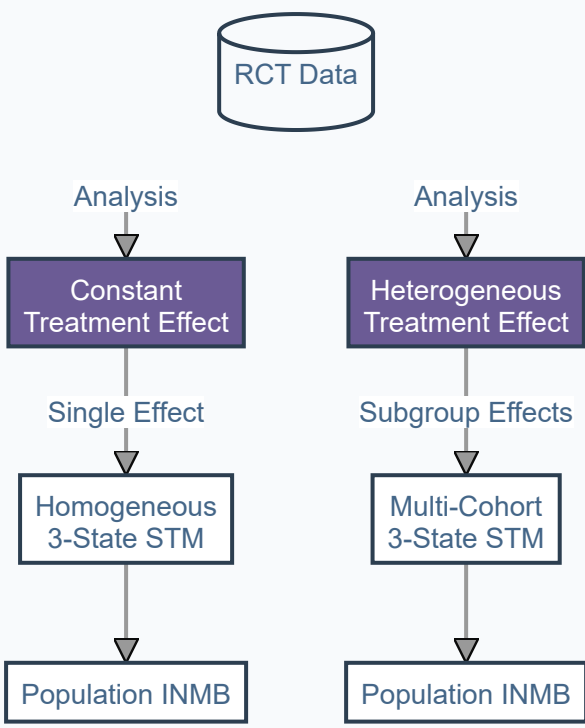 RCT Data
Analysis
Analysis
Constant
Treatment Effect
Heterogeneous
Treatment Effect
Single Effect
Subgroup Effects
Homogeneous
3-State STM
Multi-Cohort
3-State STM
Population INMB
Population INMB